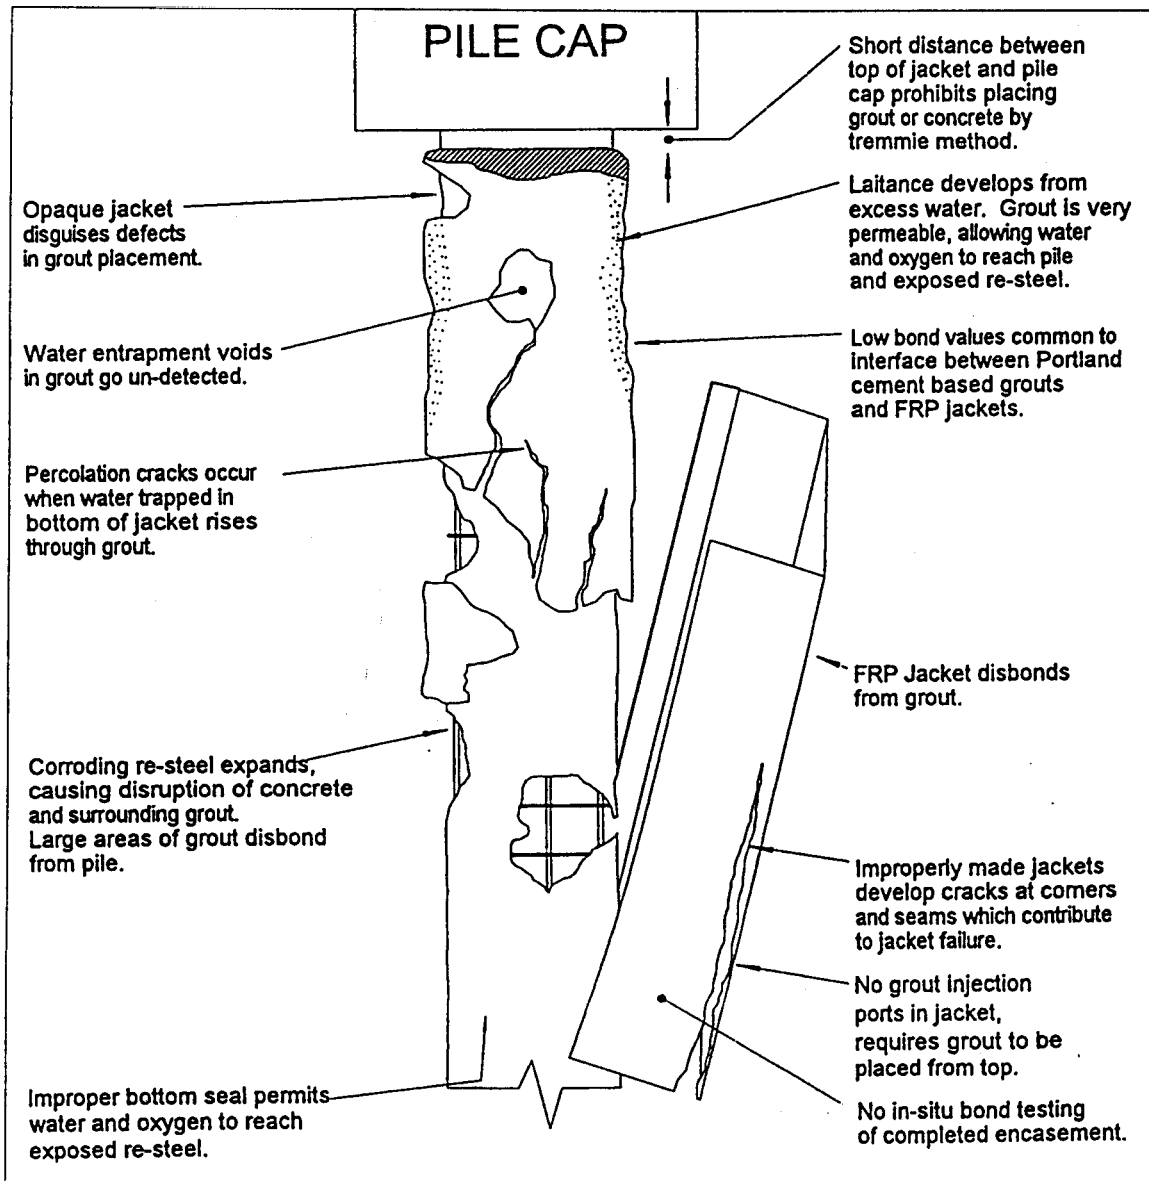 PILE CAP
Short distance between
top of jacket and pile
cap prohibits placing
grout or concrete by
tremmie method.
Opaque jacket
disguises defects
in grout placement.
Laitance develops from
excess water. Grout is very
permeable, allowing water
and oxygen to reach pile
and exposed re-steel.
Water entrapment voids
in grout go un-detected.
Low bond values common to
interface between Portland
cement based grouts
and FRP jackets.
Percolation cracks occur
when water trapped in
bottom of jacket rises
through grout.
FRP Jacket disbonds
from grout.
Corroding re-steel expands,
causing disruption of concrete
and surrounding grout.
Large areas of grout disbond
from pile.
Improperly made jackets
develop cracks at corners
and seams which contribute
to jacket failure.
No grout injection
ports in jacket,
requires grout to be
placed from top.
Improper bottom seal permits
water and oxygen to reach
exposed re-steel.
No in-situ bond testing
of completed encasement.